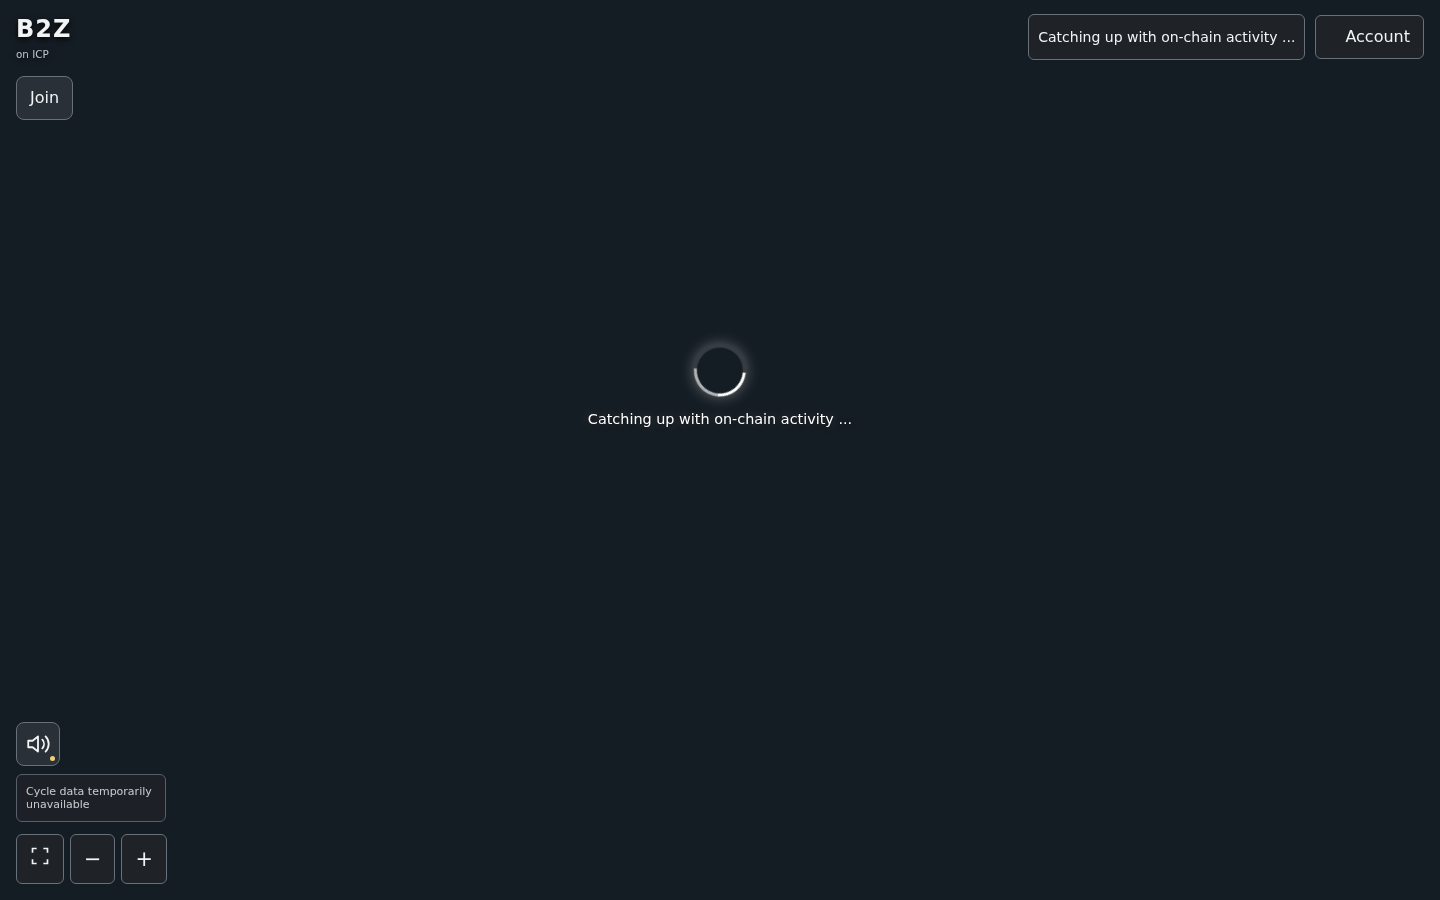 B2Z
on ICP
Catching up with on-chain activity ...
Account
Join
Catching up with on-chain activity ...
Cycle data temporarily
unavailable
− +